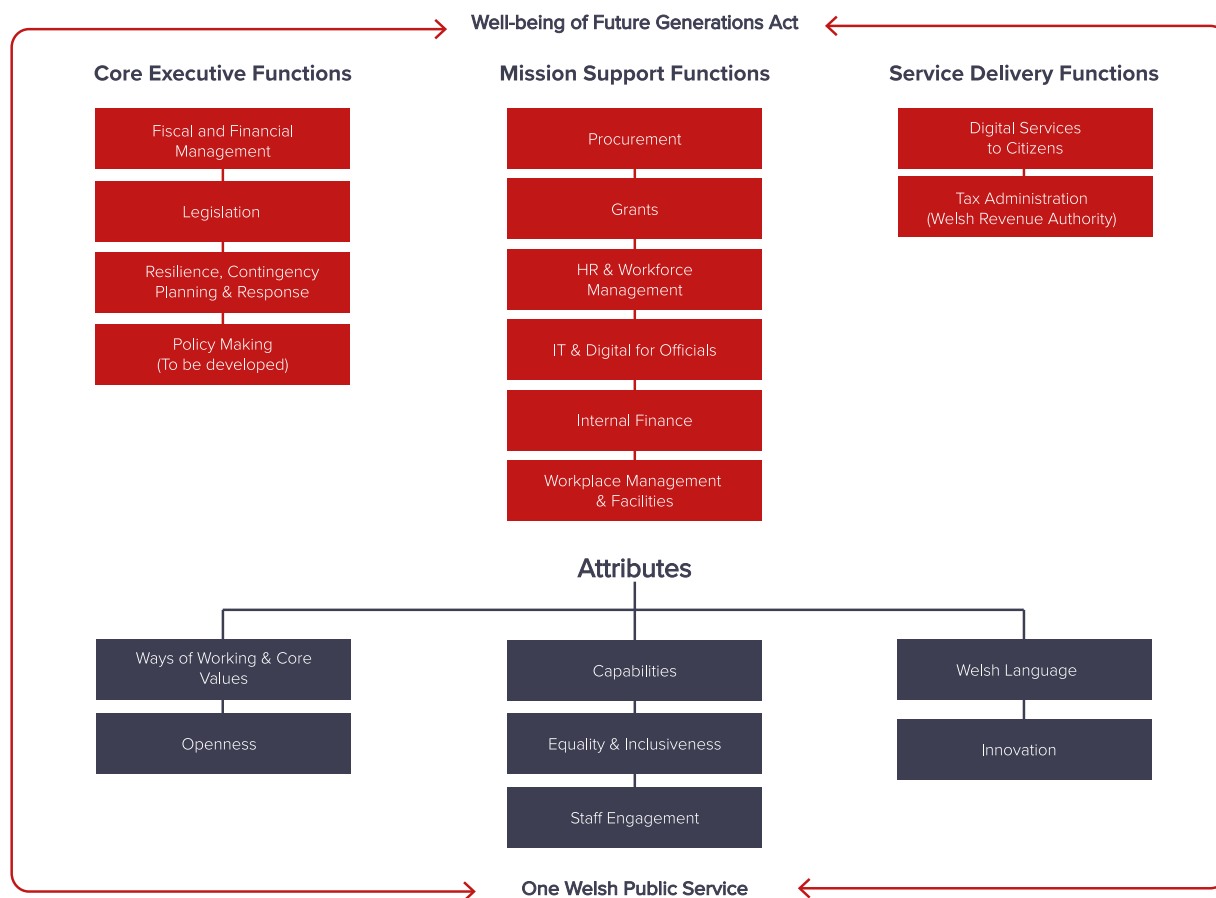 Well-being of Future Generations Act
Core Executive Functions
Fiscal and Financial
Management
Legislation
Resilience, Contingency
Planning & Response
Policy Making
(To be developed)
Mission Support Functions
Procurement
Grants
HR & Workforce
Management
IT & Digital for Officials
Internal Finance
Workplace Management
& Facilities
Service Delivery Functions
Digital Services
to Citizens
Tax Administration
(Welsh Revenue Authority)
Attributes
Ways of Working & Core
Values
Openness
Capabilities
Equality & Inclusiveness
Staff Engagement
Welsh Language
Innovation
One Welsh Public Service